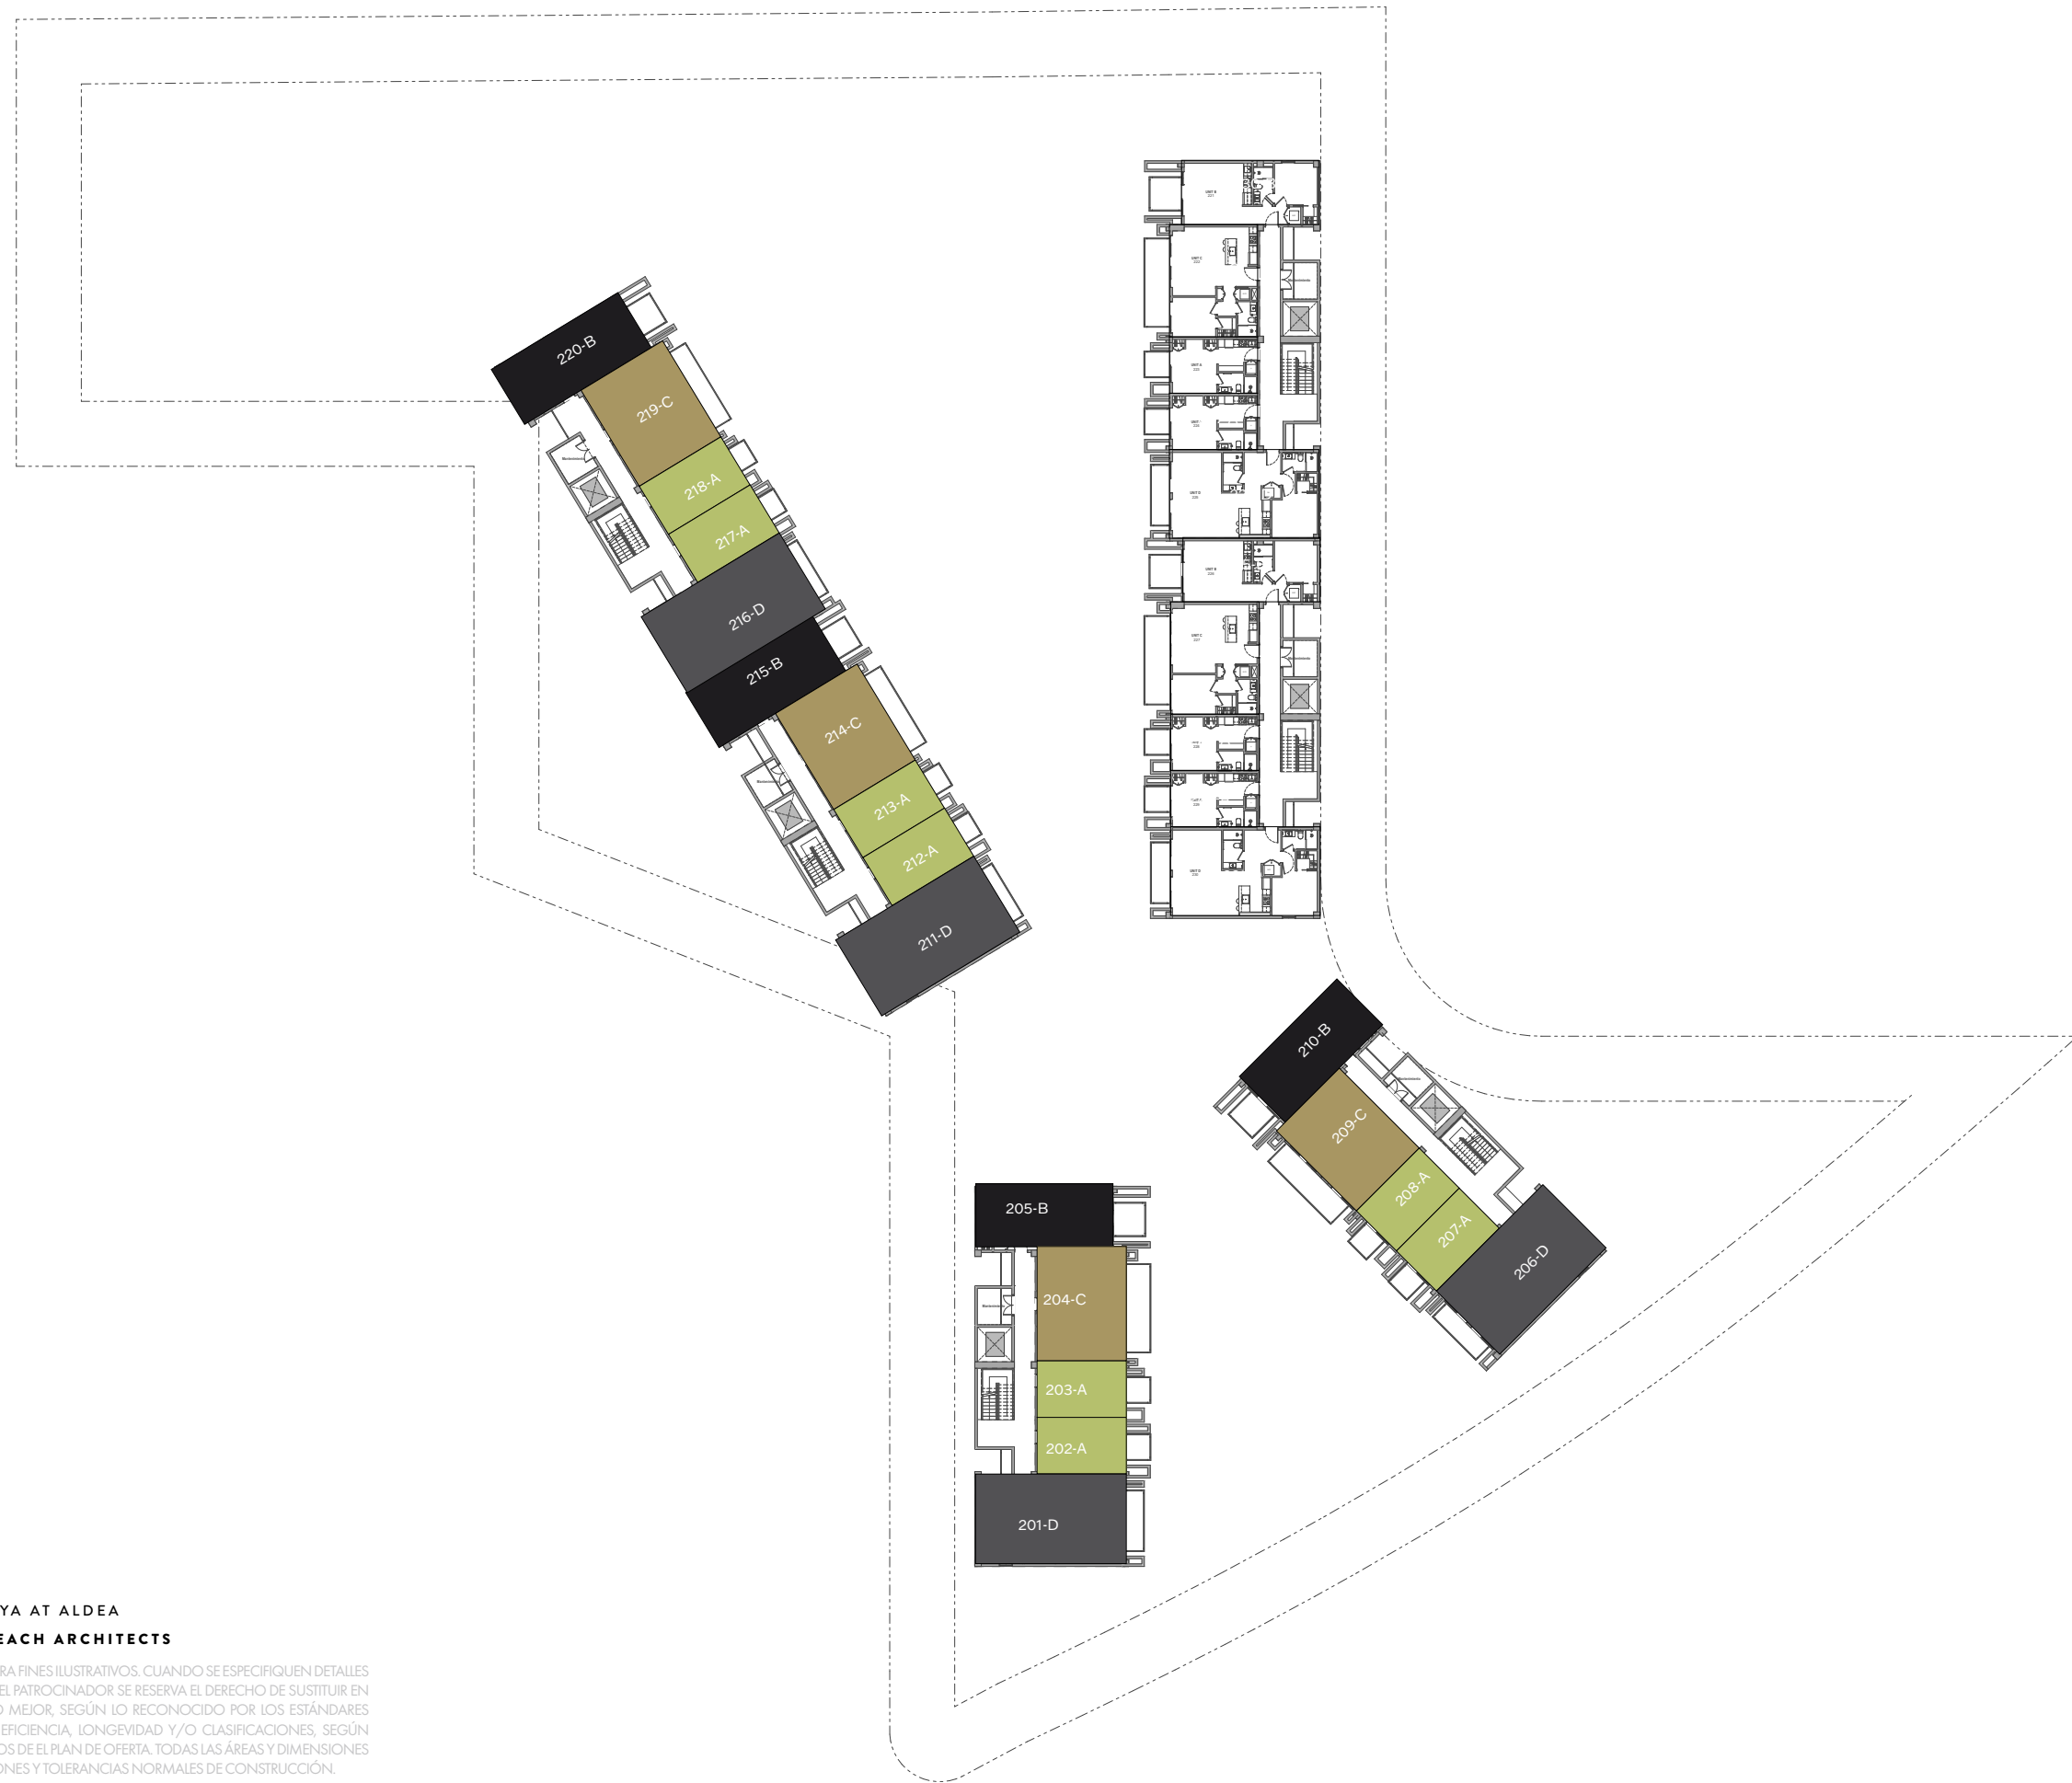 UNIT B
221
220-B
219-C
218-A
217-A
216-D
215-B
214-C
213-A
212-A
211-D
210-B
209-C
208-A
207-A
206-D
205-B
204-C
203-A
202-A
201-D
YA AT ALDEA
EACH ARCHITECTS
RA FINES ILUSTRATIVOS. CUANDO SE ESPECIFIQUEN DETALLES
EL PATROCINADOR SE RESERVA EL DERECHO DE SUSTITUIR EN
O MEJOR, SEGÚN LO RECONOCIDO POR LOS ESTÁNDARES
EFICIENCIA, LONGEVIDAD Y/O CLASIFICACIONES, SEGÚN
OS DE EL PLAN DE OFERTA. TODAS LAS ÁREAS Y DIMENSIONES
ONES Y TOLERANCIAS NORMALES DE CONSTRUCCIÓN.